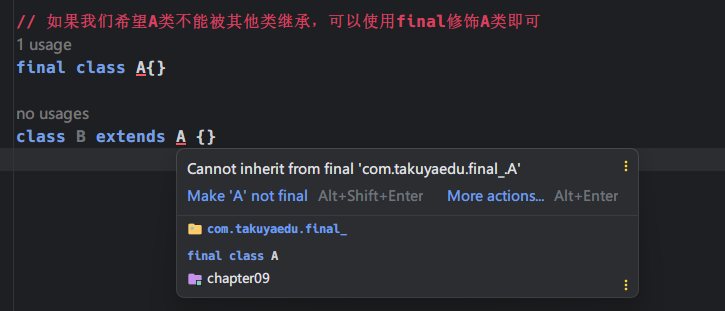 // 如果我们希望A类不能被其他类继承，可以使用final修饰A类即可
1 usage
final class A{}
no usages
class B extends A {}
Cannot inherit from final 'com.takuyaedu.final_.A'
Make 'A' not final Alt+Shift+Enter More actions... Alt+Enter
com.takuyaedu.final_
final class A
chapter09